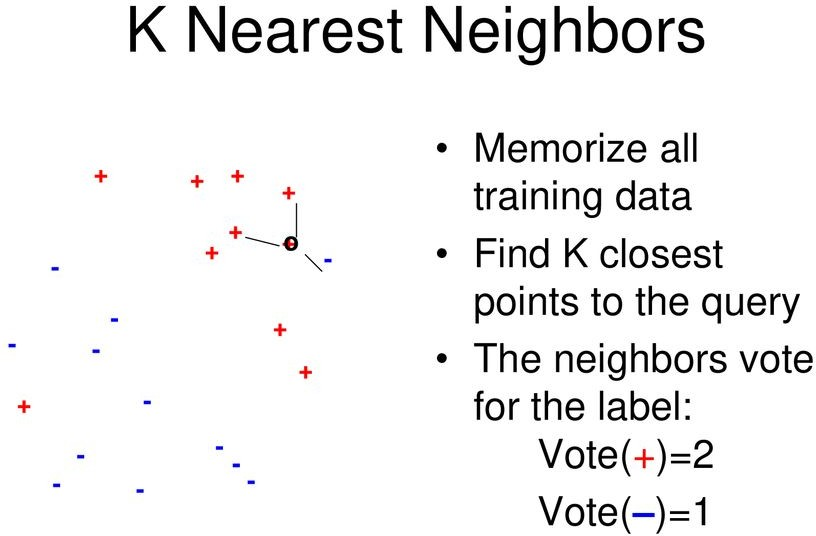 K Nearest Neighbors
• Memorize all
training data
• Find K closest
points to the query
• The neighbors vote
for the label:
Vote(+)=2
Vote(–)=1
o